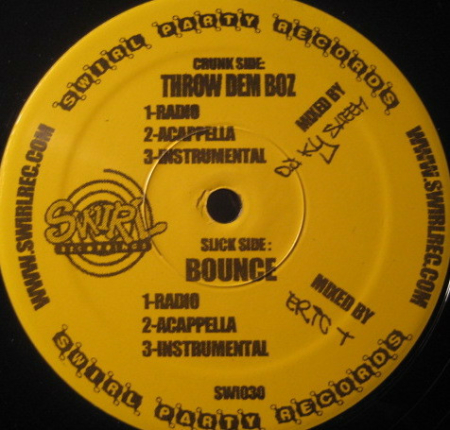 SWIRL PARTY RECORDS
CRUNK SIDE:
THROW DEM BOZ
1-RADIO
2-ACAPPELLA
3-INSTRUMENTAL
MIXED BY
DJ
WWW.SWIRLREC.COM
WWW.SWIRLREC.COM
SWIRL
RECORDINGS
SLICK SIDE:
BOUNCE
1-RADIO
2-ACAPPELLA
3-INSTRUMENTAL
MIXED BY
SWI030
SWIRL PARTY RECORDS